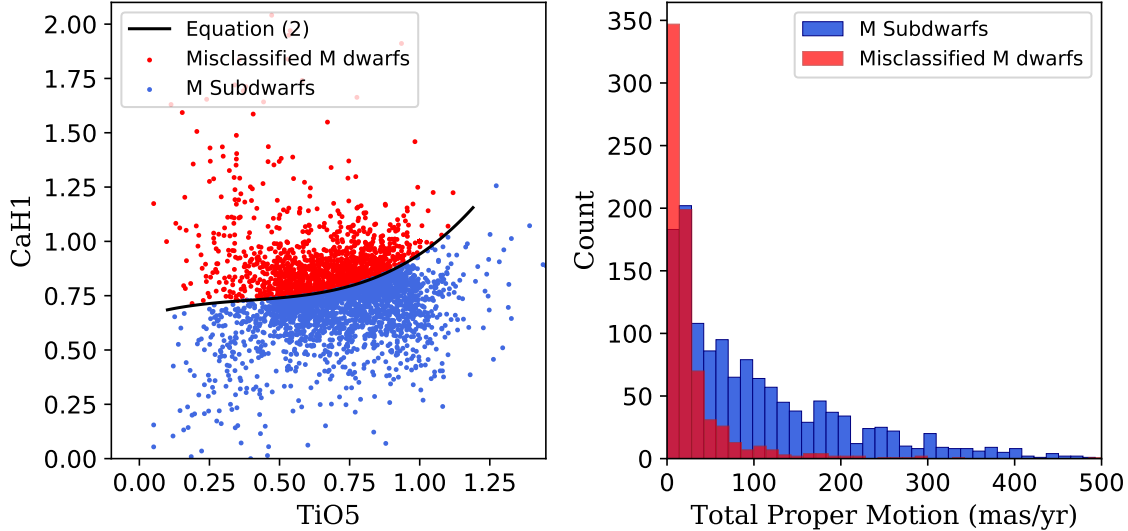 2.00
1.75
1.50
1.25
1.00
0.75
0.50
0.25
0.00
CaH1
Equation (2)
Misclassified M dwarfs
M Subdwarfs
0.00 0.25 0.50 0.75 1.00 1.25
TiO5
350
300
250
200
150
100
50
0
Count
M Subdwarfs
Misclassified M dwarfs
0 100 200 300 400 500
Total Proper Motion (mas/yr)